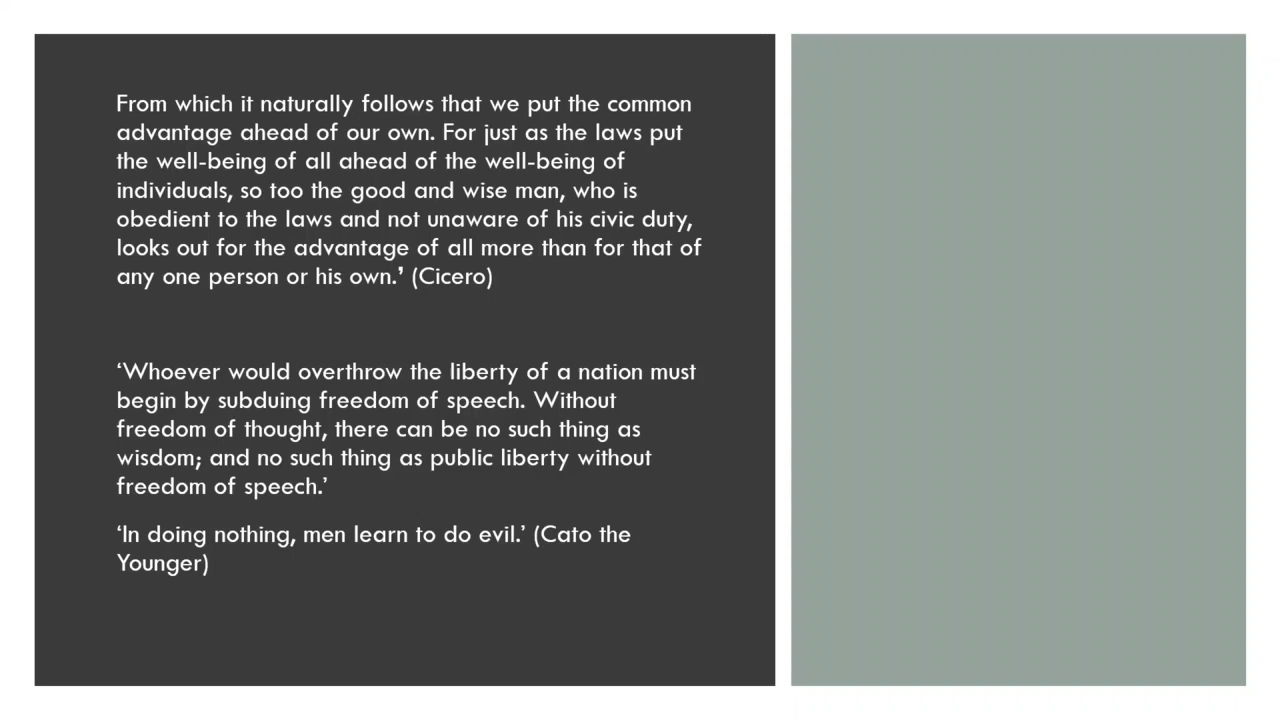 From which it naturally follows that we put the common
advantage ahead of our own. For just as the laws put
the well-being of all ahead of the well-being of
individuals, so too the good and wise man, who is
obedient to the laws and not unaware of his civic duty,
looks out for the advantage of all more than for that of
any one person or his own.’ (Cicero)
‘Whoever would overthrow the liberty of a nation must
begin by subduing freedom of speech. Without
freedom of thought, there can be no such thing as
wisdom; and no such thing as public liberty without
freedom of speech.’
‘In doing nothing, men learn to do evil.’ (Cato the
Younger)